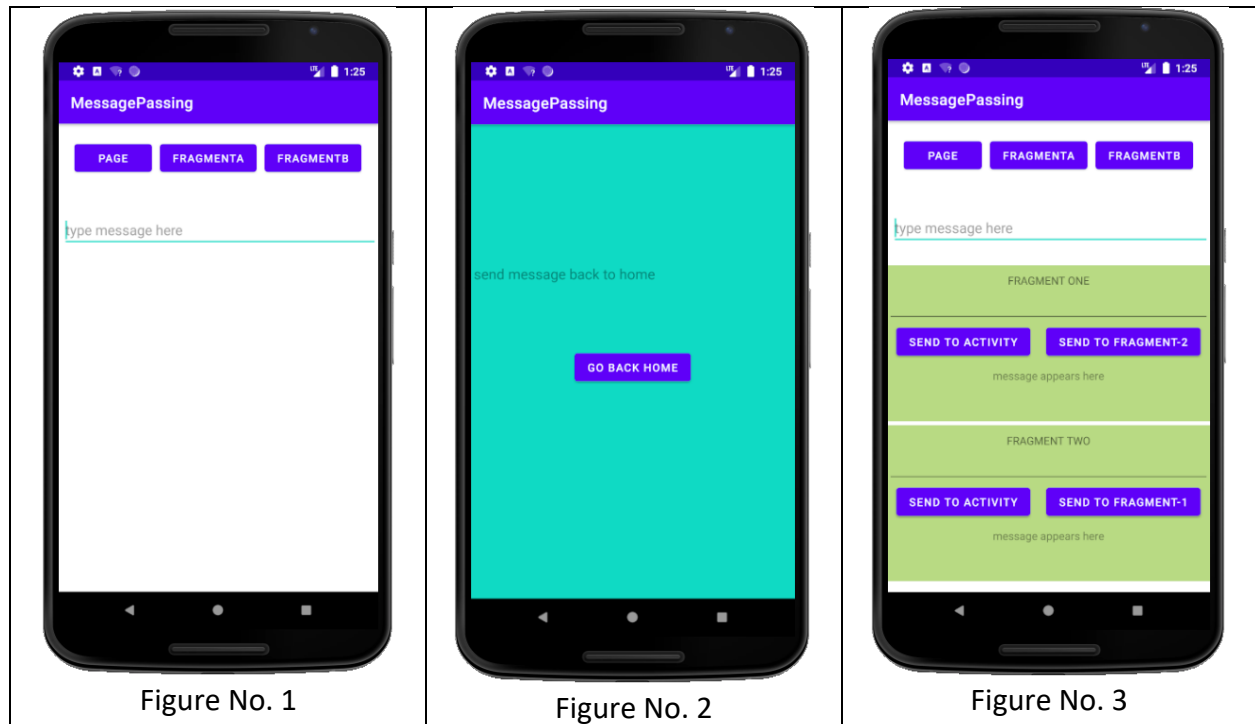 1:25
MessagePassing
PAGE FRAGMENTA FRAGMENTB
type message here
Figure No. 1
1:25
MessagePassing
send message back to home
GO BACK HOME
Figure No. 2
1:25
MessagePassing
PAGE FRAGMENTA FRAGMENTB
type message here
FRAGMENT ONE
SEND TO ACTIVITY SEND TO FRAGMENT-2
message appears here
FRAGMENT TWO
SEND TO ACTIVITY SEND TO FRAGMENT-1
message appears here
Figure No. 3